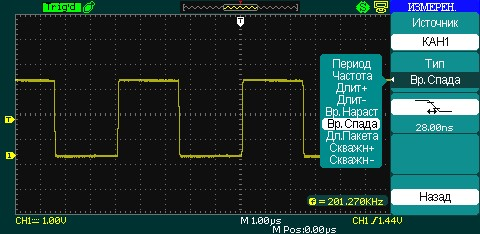 Trig'd
T
ИЗМЕРЕН.
Источник
КАН1
Тип
Вр.Спада
28.00ns
Назад
Период
Частота
Длит+
Длит-
Вр.Нараст
Вр.Спада
Дл.Пакета
Скважн+
Скважн-
T
1
F = 201.270KHz
CH1 1.00V
M 1.00µs
CH1 1.44V
M Pos:0.00µs